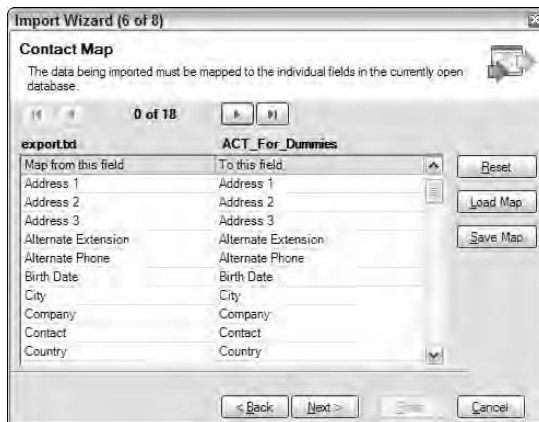 Import Wizard (6 of 8)
Contact Map
The data being imported must be mapped to the individual fields in the currently open
database.
0 of 18
export.txt ACT_For_Dummies
Map from this field To this field
Address 1 Address 1
Address 2 Address 2
Address 3 Address 3
Alternate Extension Alternate Extension
Alternate Phone Alternate Phone
Birth Date Birth Date
City City
Company Company
Contact Contact
Country Country
Reset
Load Map
Save Map
< Back Next > Cancel